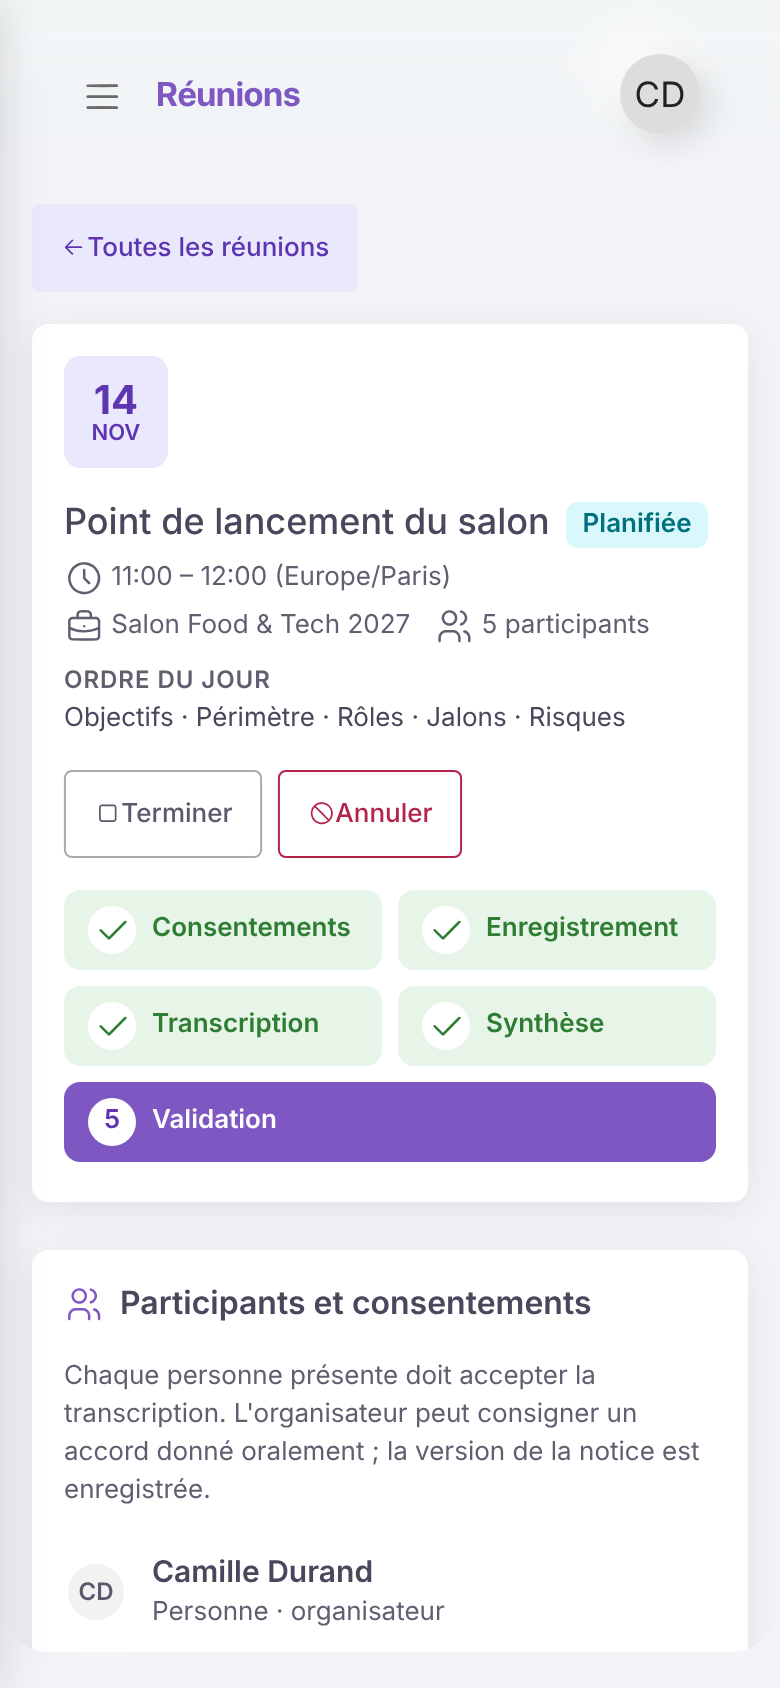 Réunions
CD
← Toutes les réunions
14
NOV
Point de lancement du salon
Planifiée
11:00 – 12:00 (Europe/Paris)
Salon Food & Tech 2027
5 participants
ORDRE DU JOUR
Objectifs · Périmètre · Rôles · Jalons · Risques
Terminer
Annuler
Consentements
Enregistrement
Transcription
Synthèse
5 Validation
Participants et consentements
Chaque personne présente doit accepter la
transcription. L'organisateur peut consigner un
accord donné oralement ; la version de la notice est
enregistrée.
CD
Camille Durand
Personne · organisateur